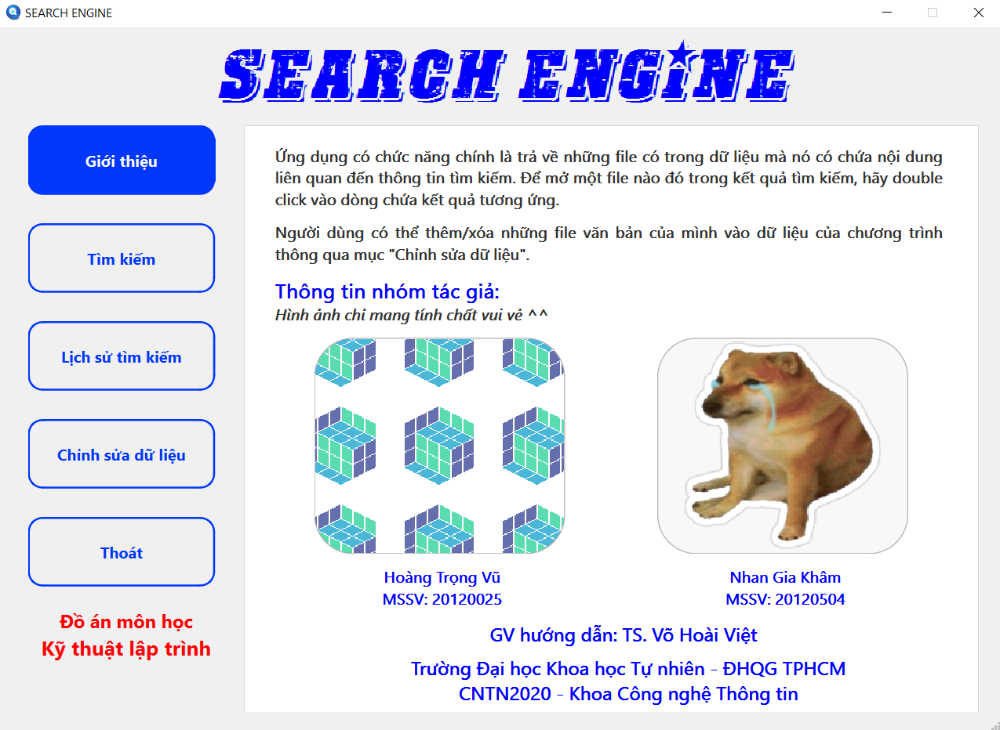 SEARCH ENGINE
SEARCH ENGiNE
Giới thiệu
Tìm kiếm
Lịch sử tìm kiếm
Chỉnh sửa dữ liệu
Thoát
Đồ án môn học
Kỹ thuật lập trình
Ứng dụng có chức năng chính là trả về những file có trong dữ liệu mà nó có chứa nội dung
liên quan đến thông tin tìm kiếm. Để mở một file nào đó trong kết quả tìm kiếm, hãy double
click vào dòng chứa kết quả tương ứng.
Người dùng có thể thêm/xóa những file văn bản của mình vào dữ liệu của chương trình
thông qua mục "Chỉnh sửa dữ liệu".
Thông tin nhóm tác giả:
Hình ảnh chỉ mang tính chất vui vẻ ^^
Hoàng Trọng Vũ
MSSV: 20120025
Nhan Gia Khâm
MSSV: 20120504
GV hướng dẫn: TS. Võ Hoài Việt
Trường Đại học Khoa học Tự nhiên - ĐHQG TPHCM
CNTN2020 - Khoa Công nghệ Thông tin